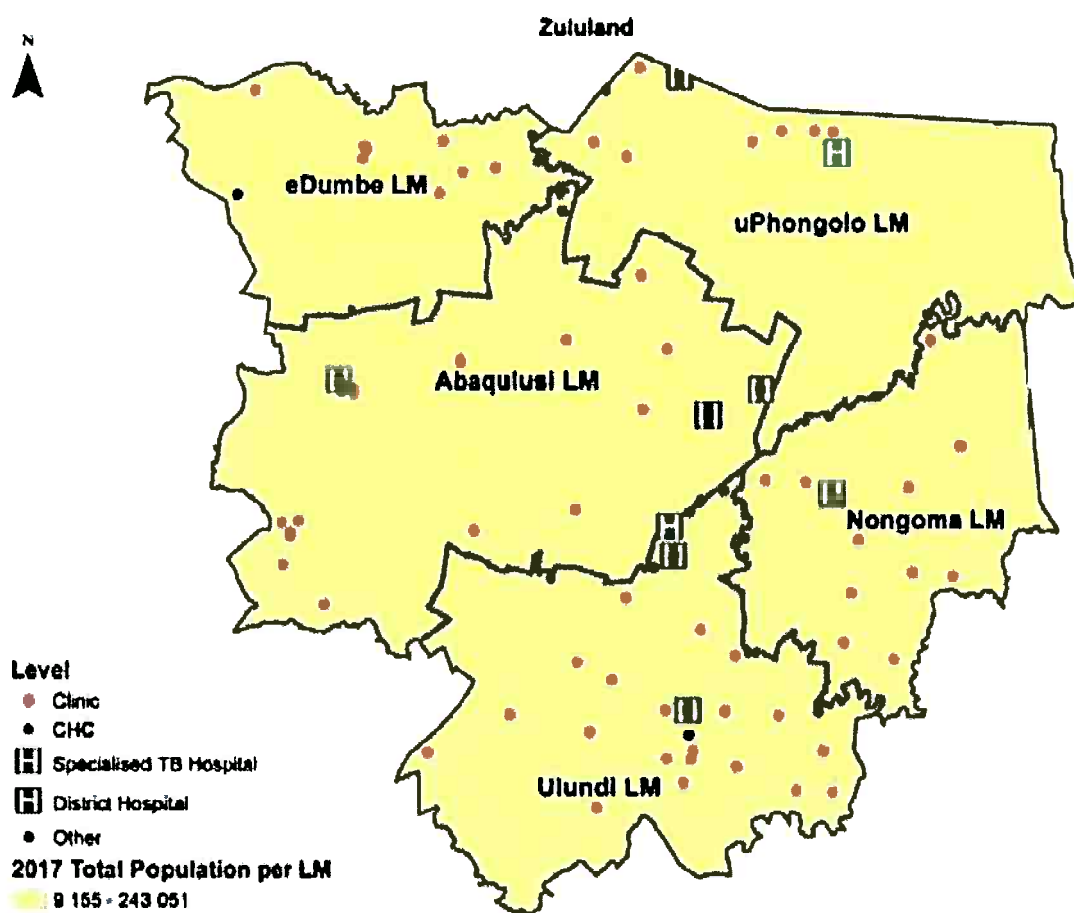 Zululand
N
eDumbe LM
uPhongolo LM
Abaqulusi LM
Nongoma LM
Ulundi LM
Level
Clinic
CHC
H Specialised TB Hospital
H District Hospital
Other
2017 Total Population per LM
9 155 - 243 051